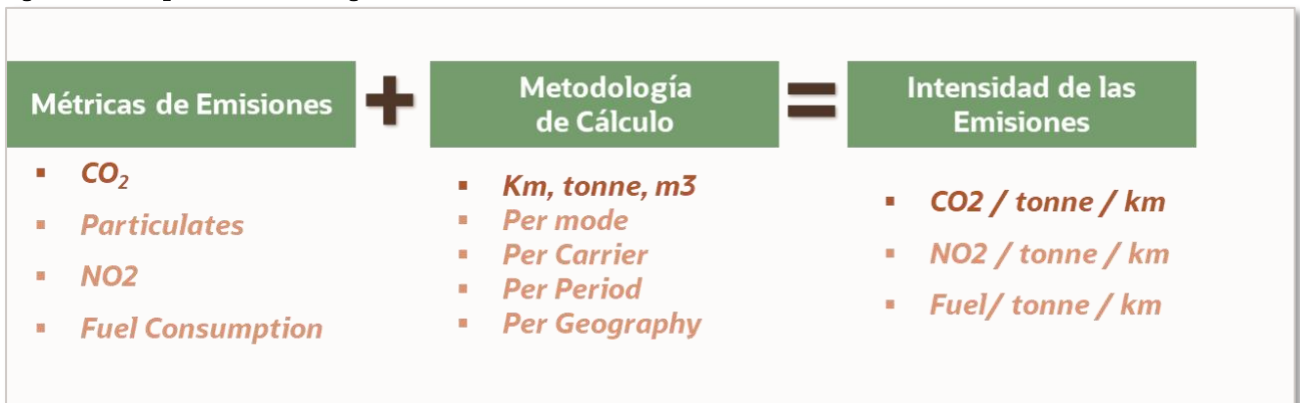 Métricas de Emisiones
+
Metodología
de Cálculo
=
Intensidad de las
Emisiones
▪ CO₂
▪ Particulates
▪ NO2
▪ Fuel Consumption
▪ Km, tonne, m3
▪ Per mode
▪ Per Carrier
▪ Per Period
▪ Per Geography
▪ CO2 / tonne / km
▪ NO2 / tonne / km
▪ Fuel/ tonne / km